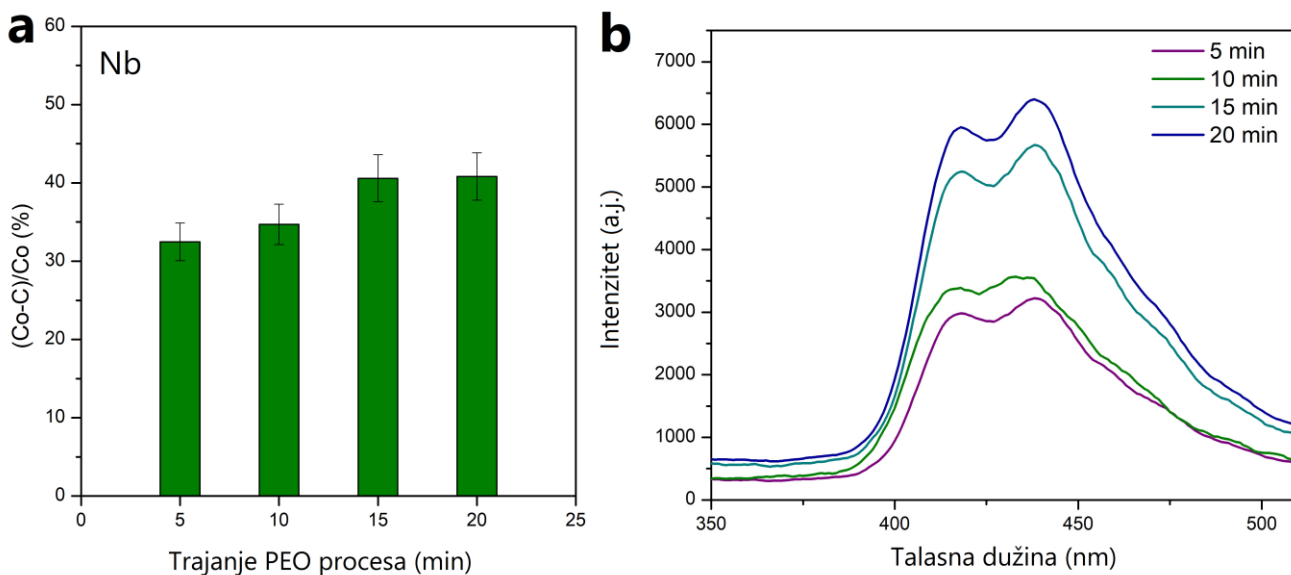 a
Nb
(Co-C)/Co (%)
60
50
40
30
20
10
0
0 5 10 15 20 25
Trajanje PEO procesa (min)
b
5 min
10 min
15 min
20 min
Intenzitet (a.j.)
7000
6000
5000
4000
3000
2000
1000
0
350 400 450 500
Talasna dužina (nm)